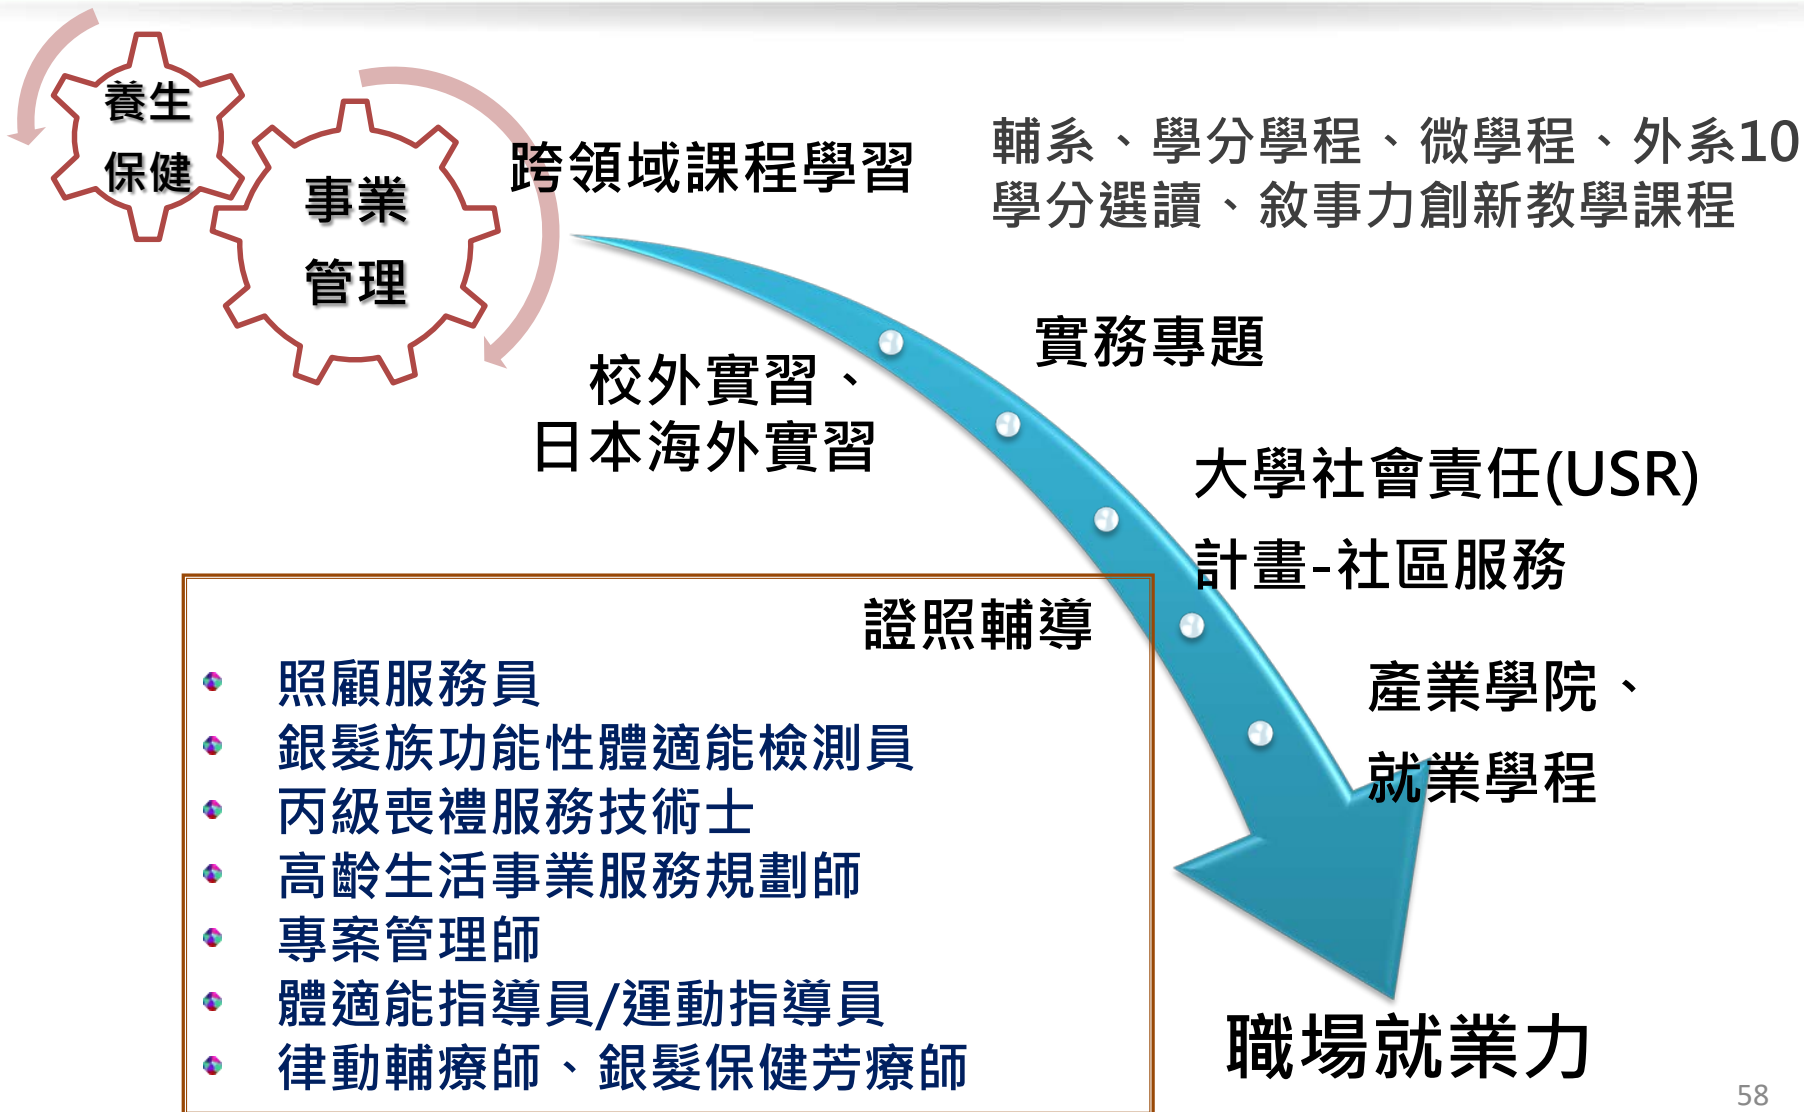 養生
保健
事業
管理
跨領域課程學習
輔系、學分學程、微學程、外系10
學分選讀、敘事力創新教學課程
實務專題
校外實習、
日本海外實習
大學社會責任(USR)
計畫-社區服務
證照輔導
照顧服務員
銀髮族功能性體適能檢測員
丙級喪禮服務技術士
高齡生活事業服務規劃師
專案管理師
體適能指導員/運動指導員
律動輔療師、銀髮保健芳療師
產業學院、
就業學程
職場就業力
58